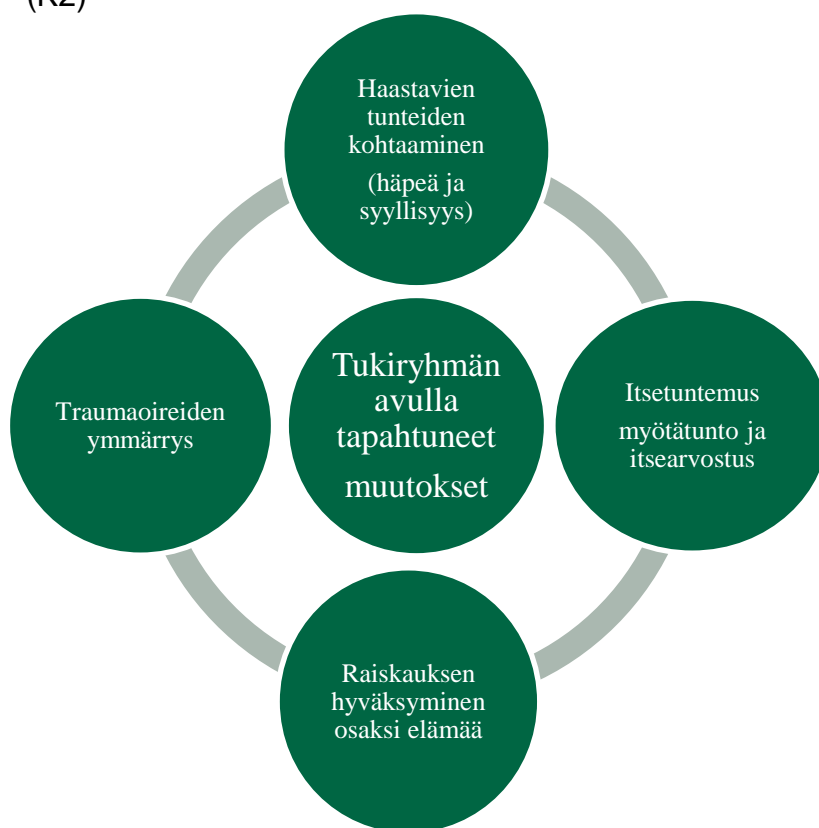 (K2)
Haastavien
tunteiden
kohtaaminen
(häpeä ja
syyllisyys)
Traumaoireiden
ymmärrys
Tukiryhmän
avulla
tapahtuneet
muutokset
Itsetuntemus
myötätunto ja
itsearvostus
Raiskauksen
hyväksyminen
osaksi elämää